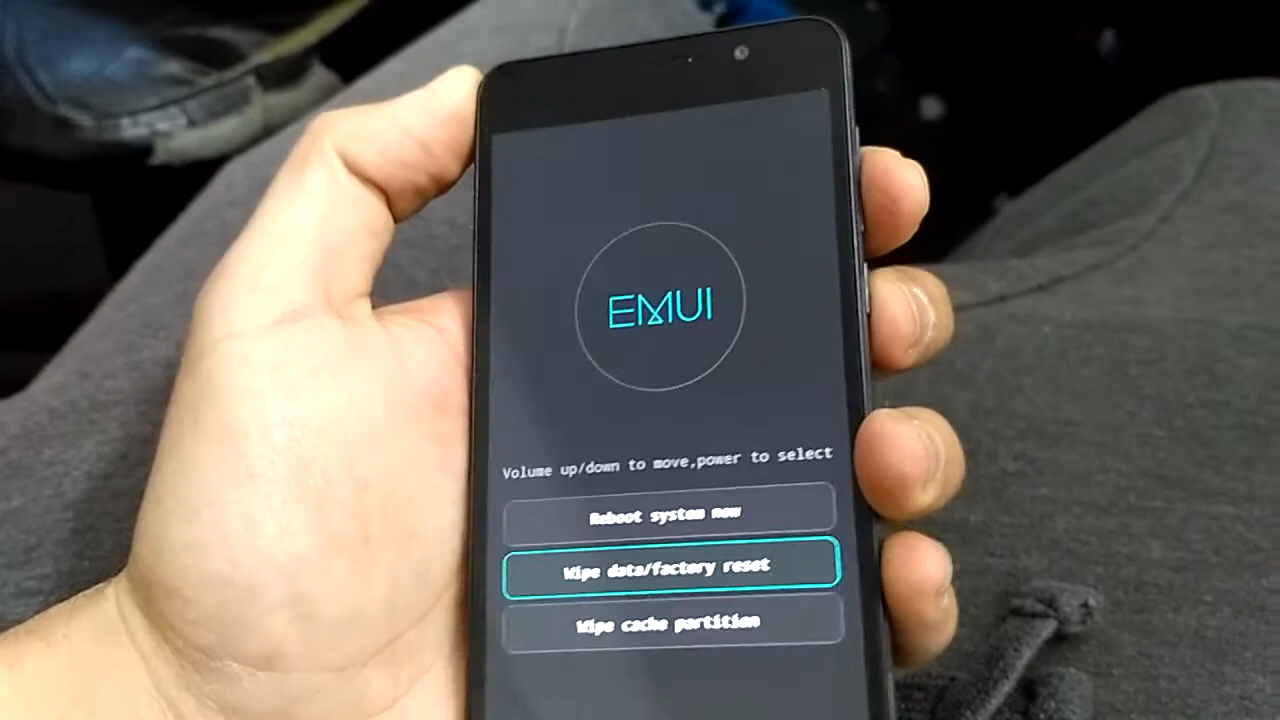 EMUI
Volume up/down to move,power to select
Reboot system now
Wipe data/factory reset
Wipe cache partition